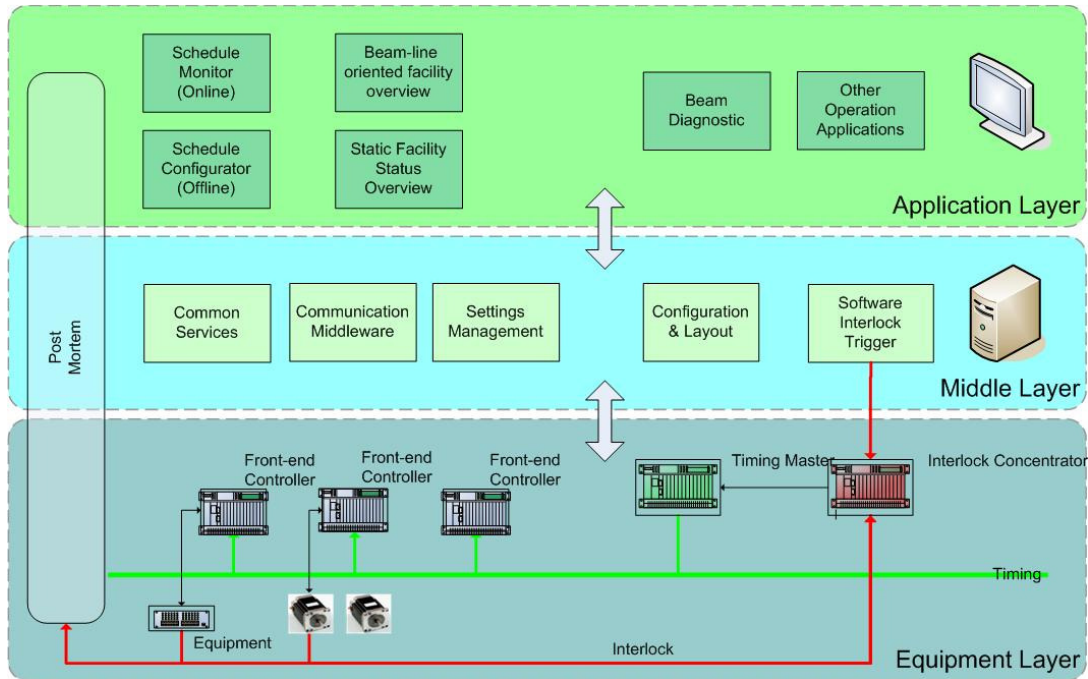 Schedule
Monitor
(Online)
Beam-line
oriented facility
overview
Beam
Diagnostic
Other
Operation
Applications
Schedule
Configurator
(Offline)
Static Facility
Status
Overview
Application Layer
Post
Mortem
Common
Services
Communication
Middleware
Settings
Management
Configuration
& Layout
Software
Interlock
Trigger
Middle Layer
Front-end
Controller
Front-end
Controller
Front-end
Controller
Timing Master
Interlock Concentrator
Timing
Equipment
Interlock
Equipment Layer